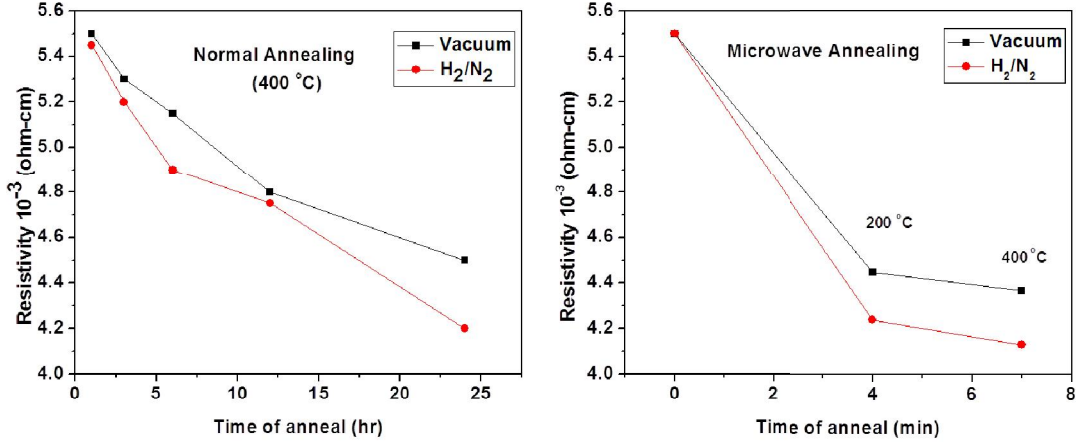 5.6
5.4
5.2
5.0
4.8
4.6
4.4
4.2
4.0
Resistivity 10⁻³ (ohm-cm)
Normal Annealing
(400 °C)
Vacuum
H₂/N₂
0 5 10 15 20 25
Time of anneal (hr)
5.6
5.4
5.2
5.0
4.8
4.6
4.4
4.2
4.0
Resistivity 10⁻³ (ohm-cm)
Microwave Annealing
Vacuum
H₂/N₂
200 °C
400 °C
0 2 4 6 8
Time of anneal (min)